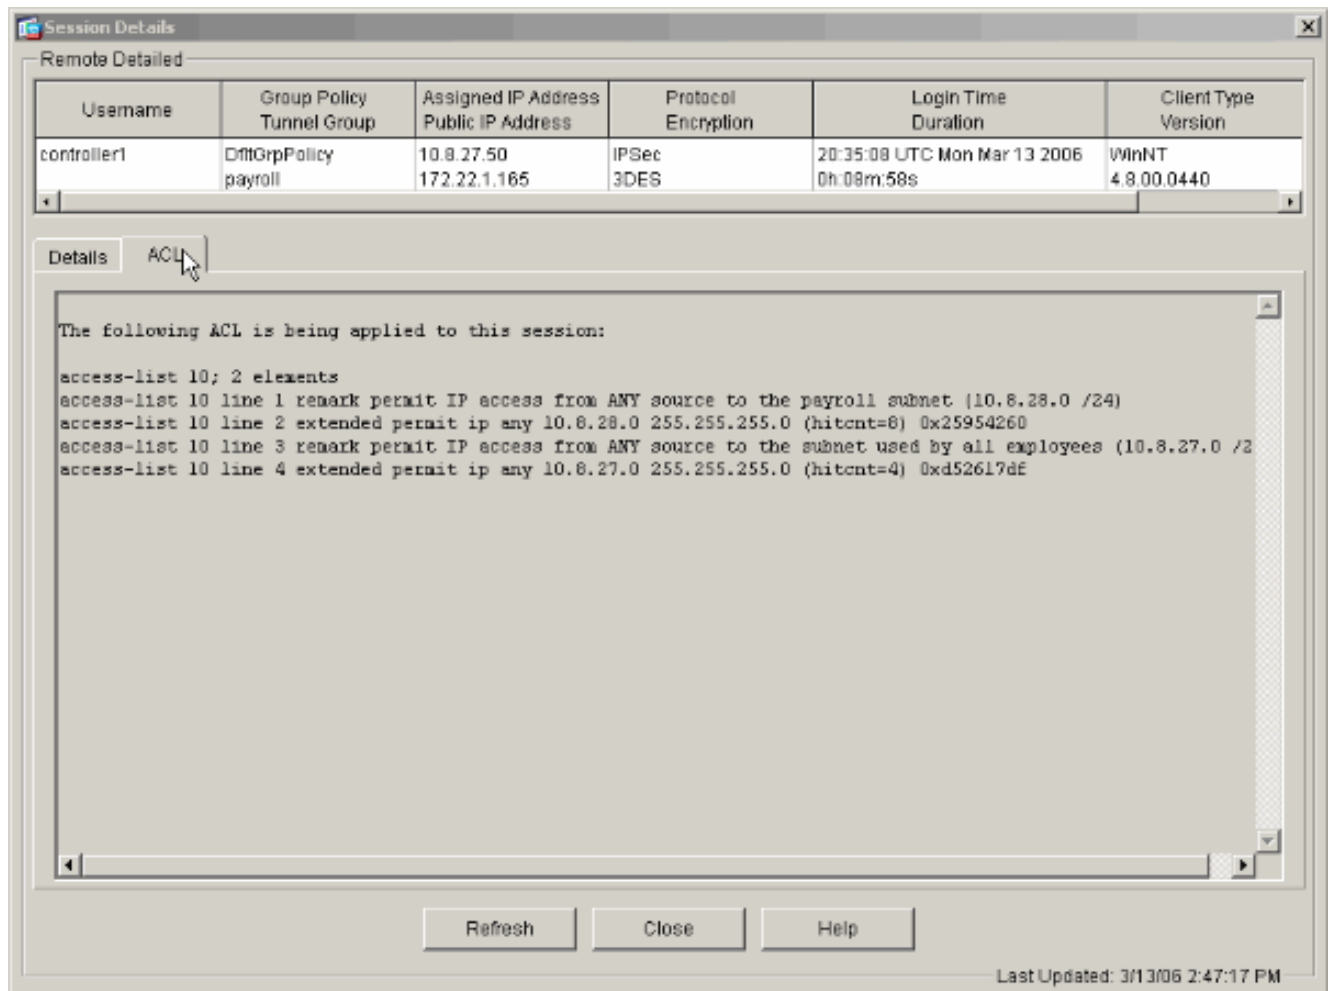 Session Details
Remote Detailed
Username
Group Policy
Tunnel Group
Assigned IP Address
Public IP Address
Protocol
Encryption
Login Time
Duration
Client Type
Version
controller1
DfltGrpPolicy
payroll
10.8.27.50
172.22.1.165
IPSec
3DES
20:35:08 UTC Mon Mar 13 2006
0h:08m:58s
WinNT
4.8.00.0440
Details
ACL
The following ACL is being applied to this session:
access-list 10; 2 elements
access-list 10 line 1 remark permit IP access from ANY source to the payroll subnet (10.8.28.0 /24)
access-list 10 line 2 extended permit ip any 10.8.28.0 255.255.255.0 (hitcnt=8) 0x25954260
access-list 10 line 3 remark permit IP access from ANY source to the subnet used by all employees (10.8.27.0 /2
access-list 10 line 4 extended permit ip any 10.8.27.0 255.255.255.0 (hitcnt=4) 0xd52617df
Refresh
Close
Help
Last Updated: 3/13/06 2:47:17 PM